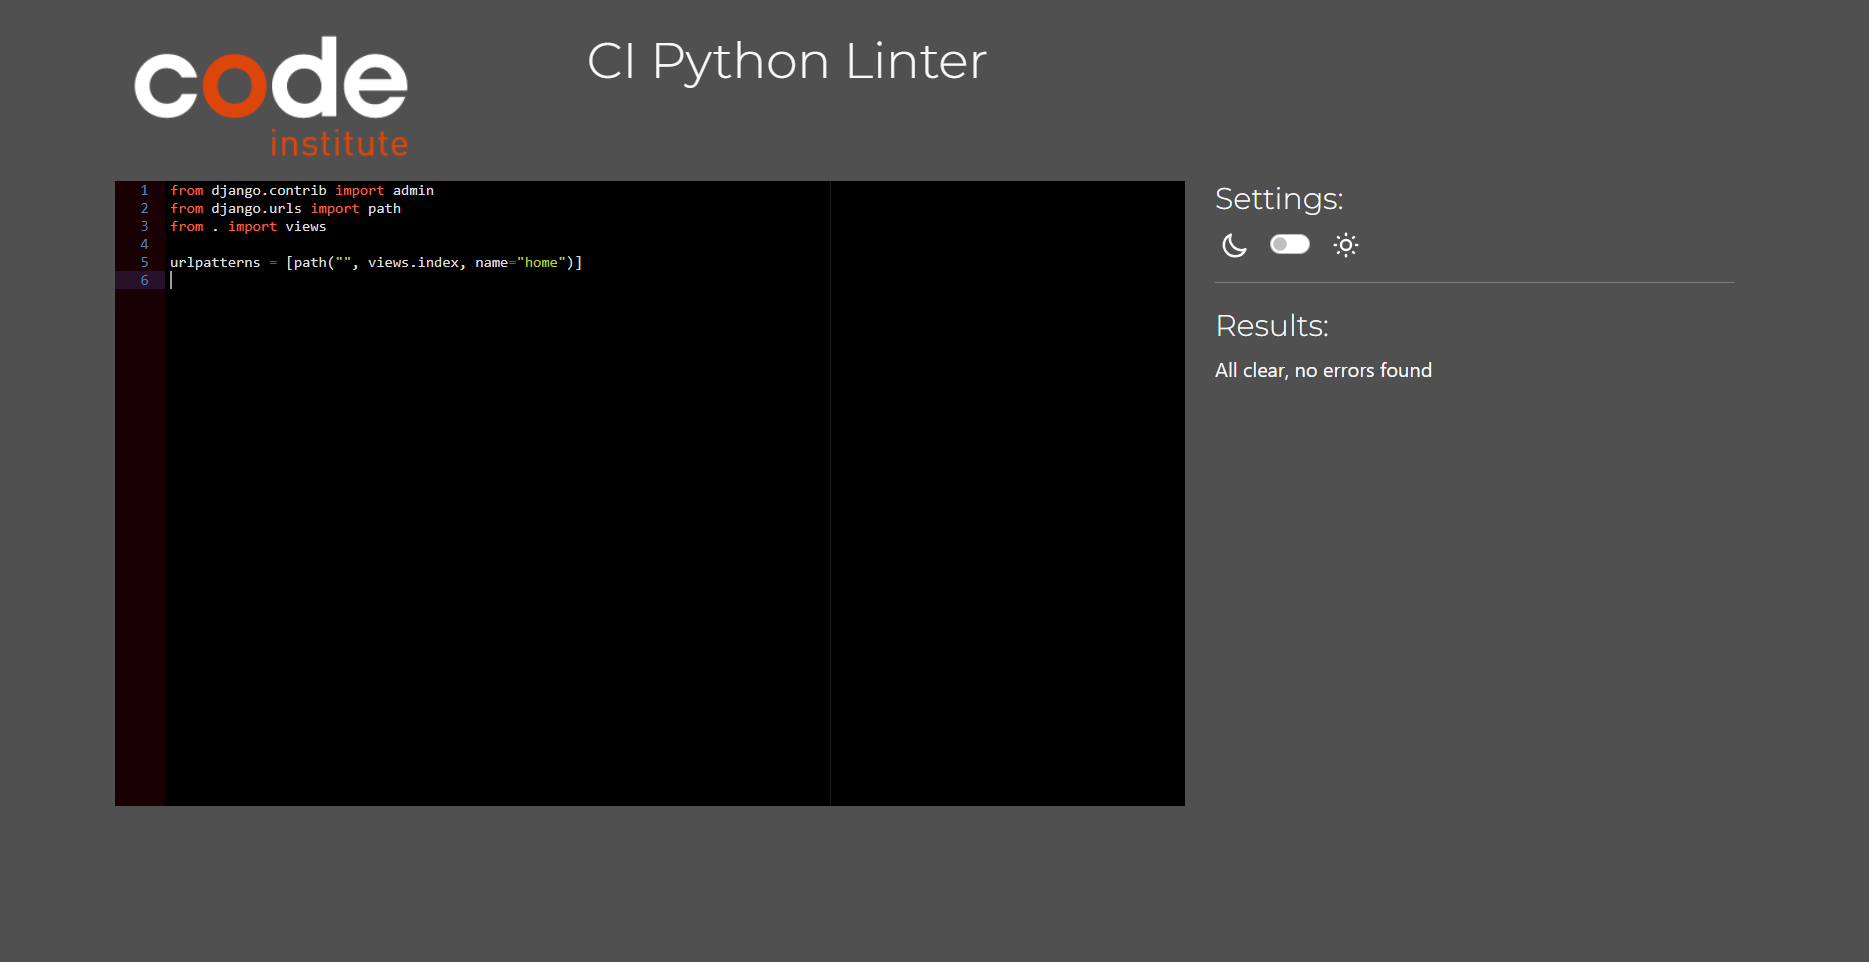 code
institute
CI Python Linter
1 from django.contrib import admin
2 from django.urls import path
3 from . import views
4
5 urlpatterns = [path("", views.index, name="home")]
6
Settings:
Results:
All clear, no errors found